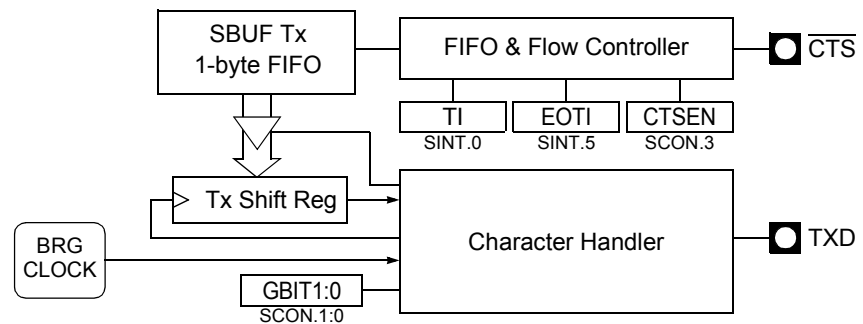 SBUF Tx
1-byte FIFO
FIFO & Flow Controller
CTS
TI
EOTI
CTSEN
SINT.0
SINT.5
SCON.3
Tx Shift Reg
Character Handler
TXD
BRG
CLOCK
GBIT1:0
SCON.1:0